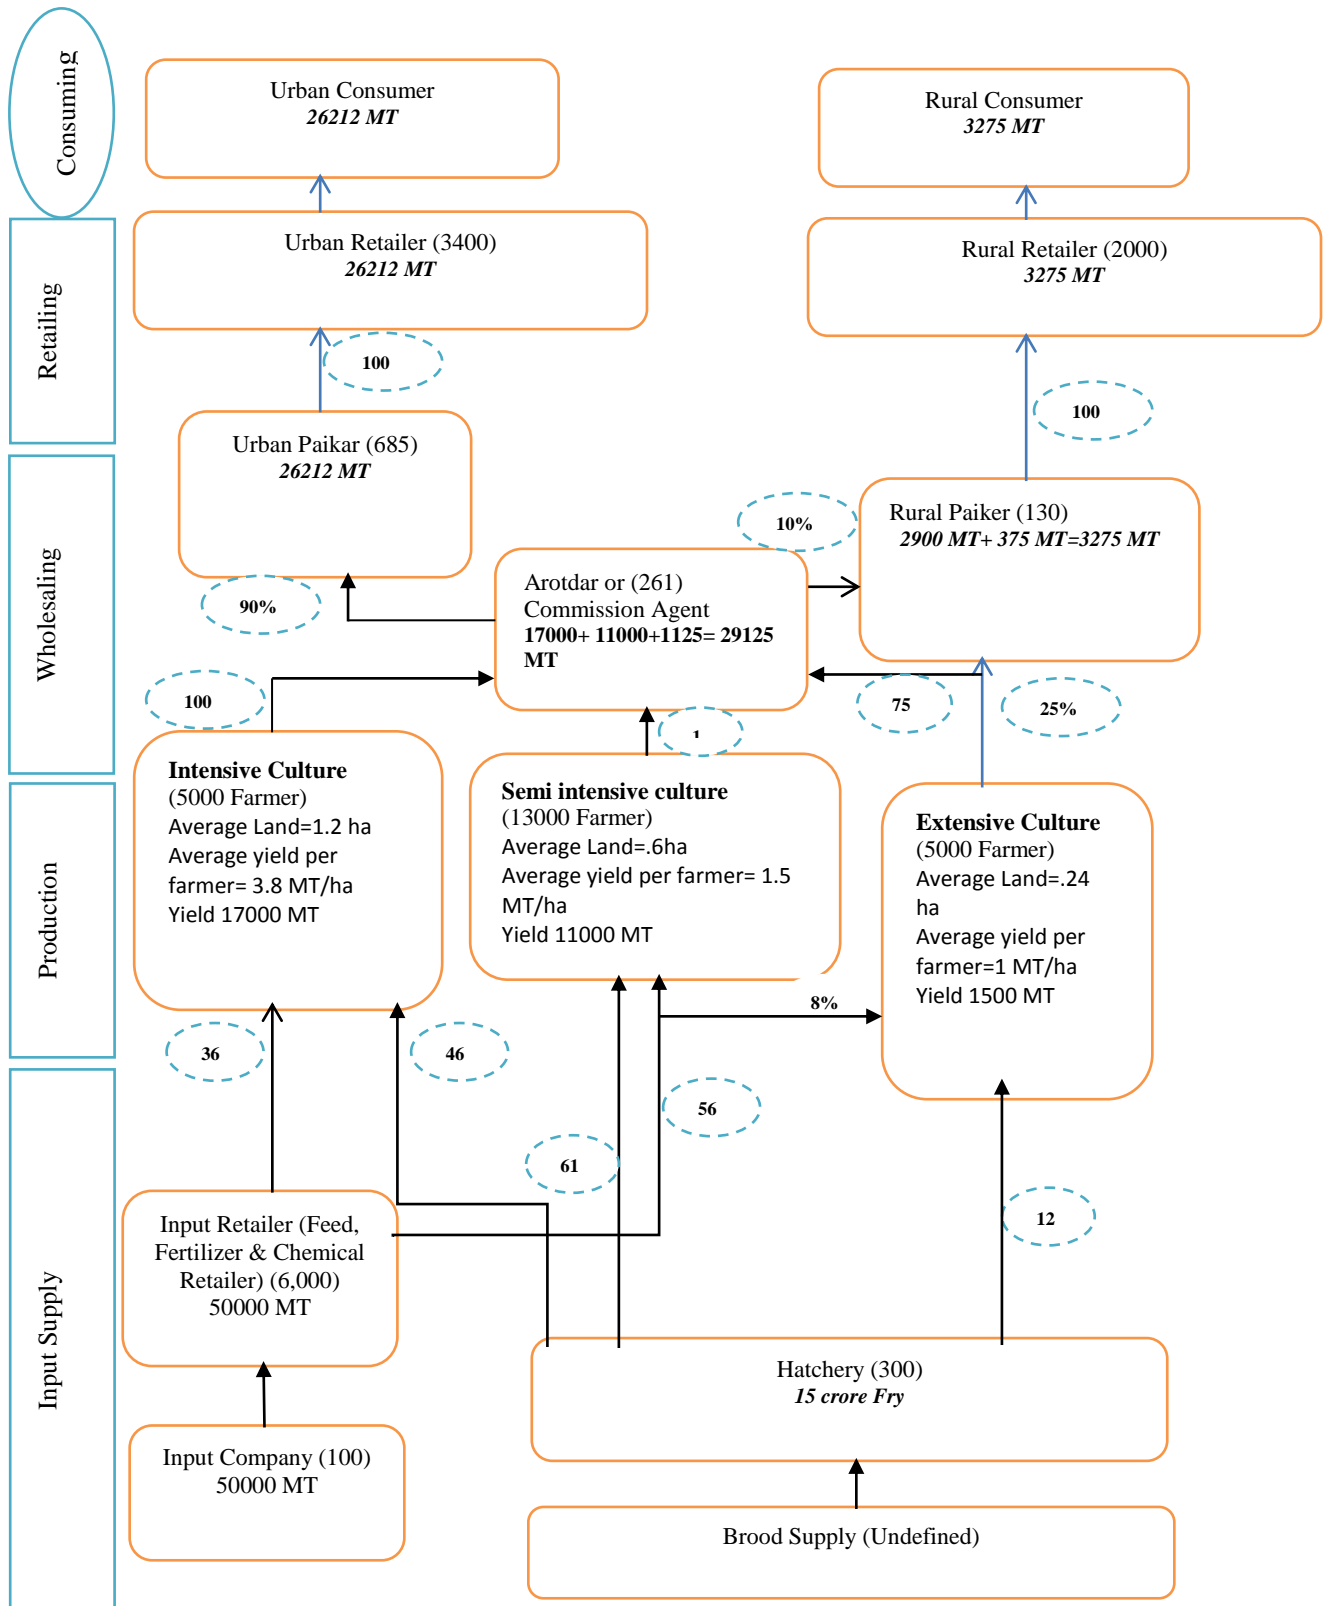 Consuming
Urban Consumer
26212 MT
Rural Consumer
3275 MT
Retailing
Urban Retailer (3400)
26212 MT
Rural Retailer (2000)
3275 MT
100
100
Urban Paikar (685)
26212 MT
Wholesaling
Rural Paiker (130)
2900 MT+ 375 MT=3275 MT
10%
Arotdar or (261)
Commission Agent
17000+ 11000+1125= 29125
MT
90%
100
75
25%
Production
Intensive Culture
(5000 Farmer)
Average Land=1.2 ha
Average yield per
farmer= 3.8 MT/ha
Yield 17000 MT
Semi intensive culture
(13000 Farmer)
Average Land=.6ha
Average yield per farmer= 1.5
MT/ha
Yield 11000 MT
Extensive Culture
(5000 Farmer)
Average Land=.24
ha
Average yield per
farmer=1 MT/ha
Yield 1500 MT
8%
36
46
56
61
12
Input Supply
Input Retailer (Feed,
Fertilizer & Chemical
Retailer) (6,000)
50000 MT
Hatchery (300)
15 crore Fry
Input Company (100)
50000 MT
Brood Supply (Undefined)